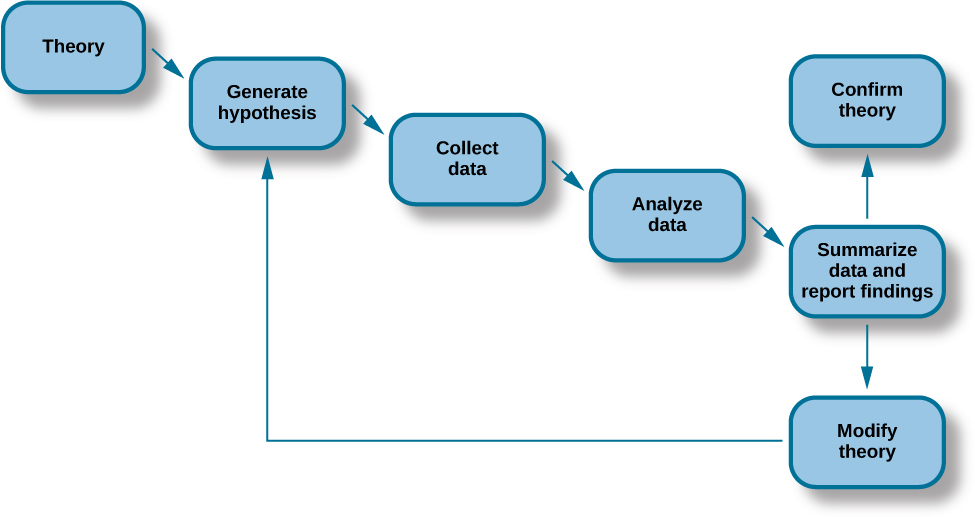 Theory
Generate
hypothesis
Collect
data
Analyze
data
Summarize
data and
report findings
Confirm
theory
Modify
theory